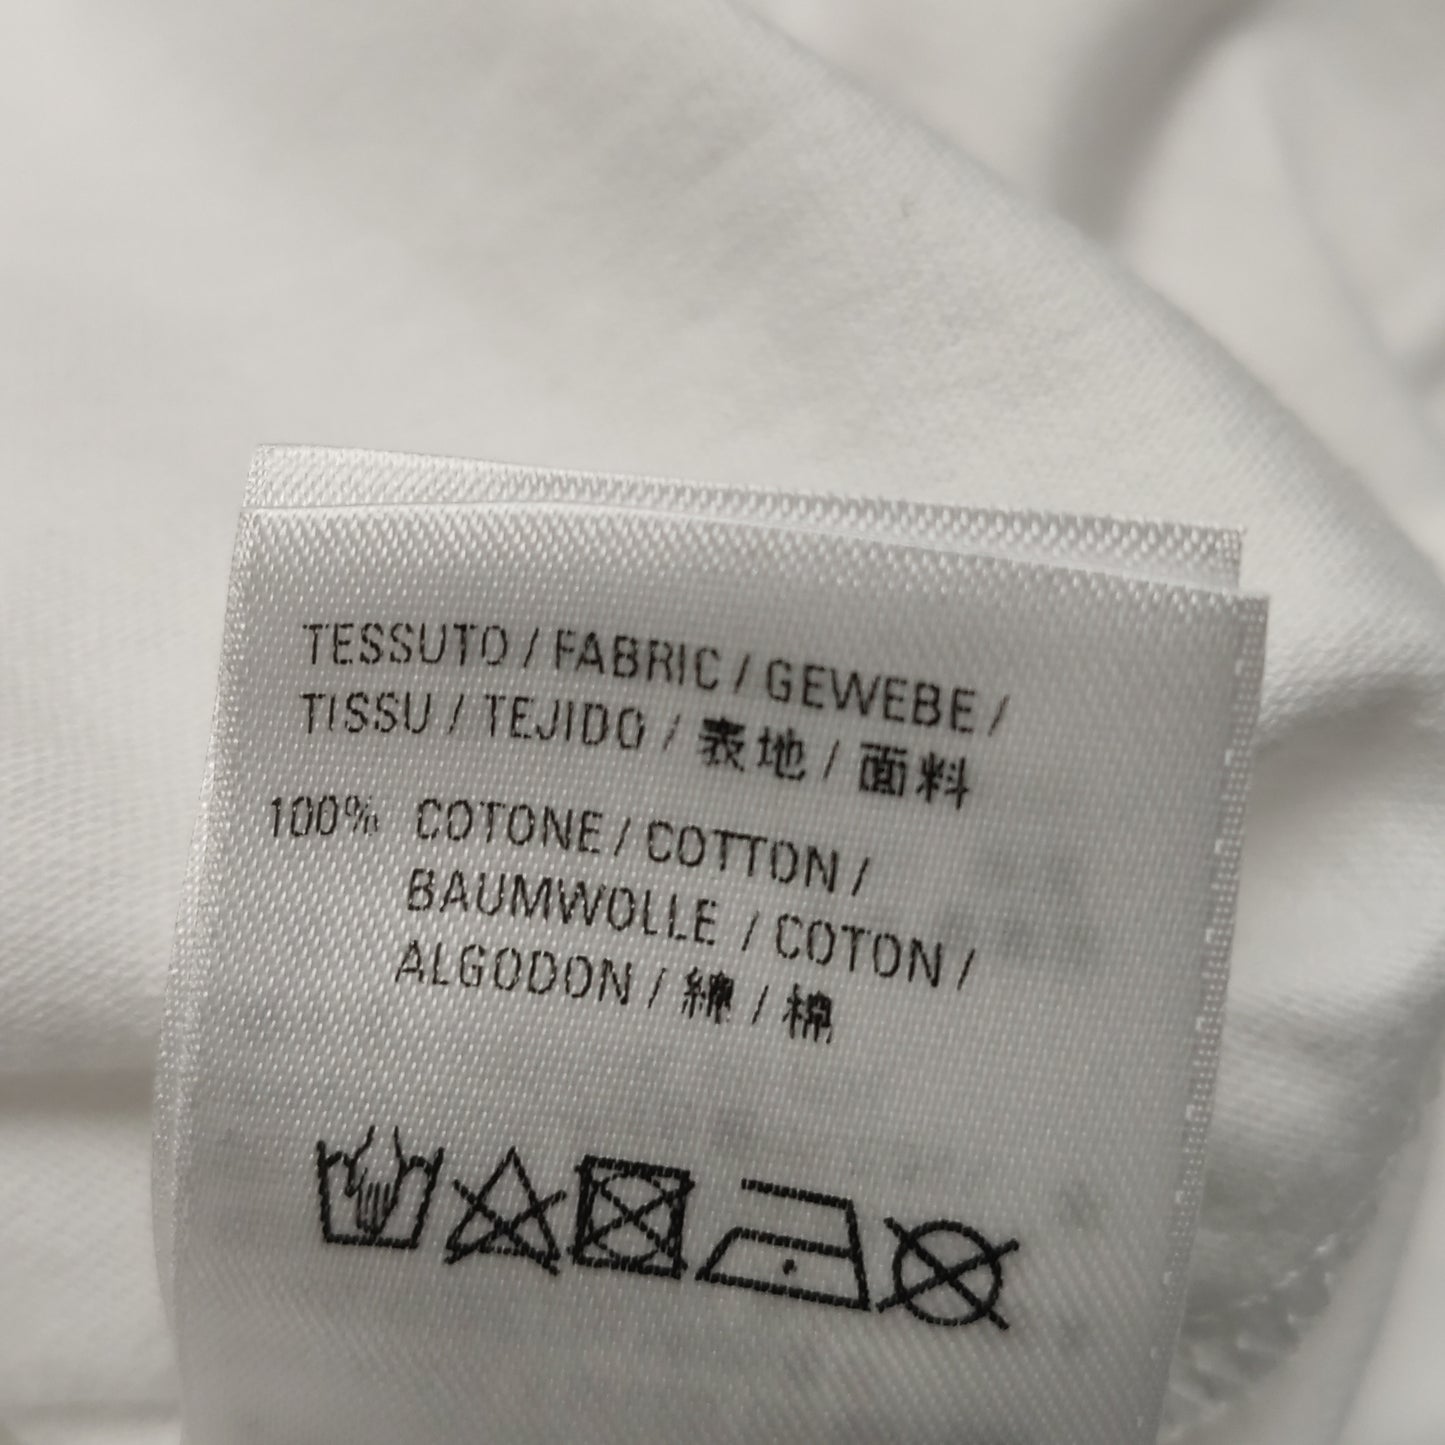 TESSUTO / FABRIC / GEWEBE /
TISSU / TEJIDO / 表地 / 面料
100% COTONE / COTTON /
BAUMWOLLE / COTON /
ALGODON / 綿 / 棉